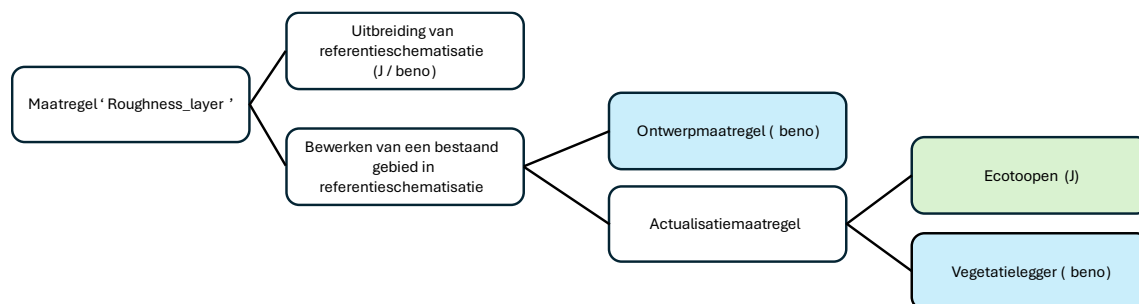 Uitbreiding van
referentieschematisatie
(J / beno)
Maatregel ‘ Roughness_layer ’
Bewerken van een bestaand
gebied in
referentieschematisatie
Ontwerpmaatregel ( beno)
Actualisatiemaatregel
Ecotoopen (J)
Vegetatielegger ( beno)